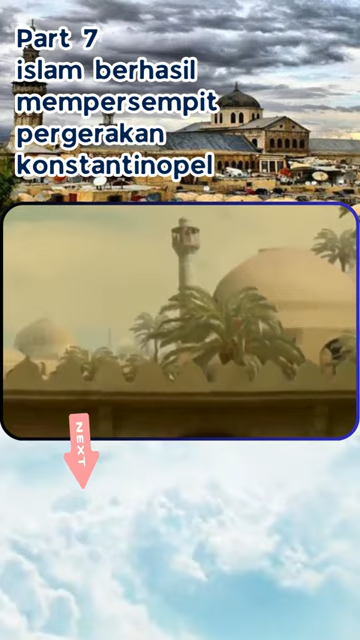 Part 7
islam berhasil
mempersempit
pergerakan
konstantinopel
NEXT